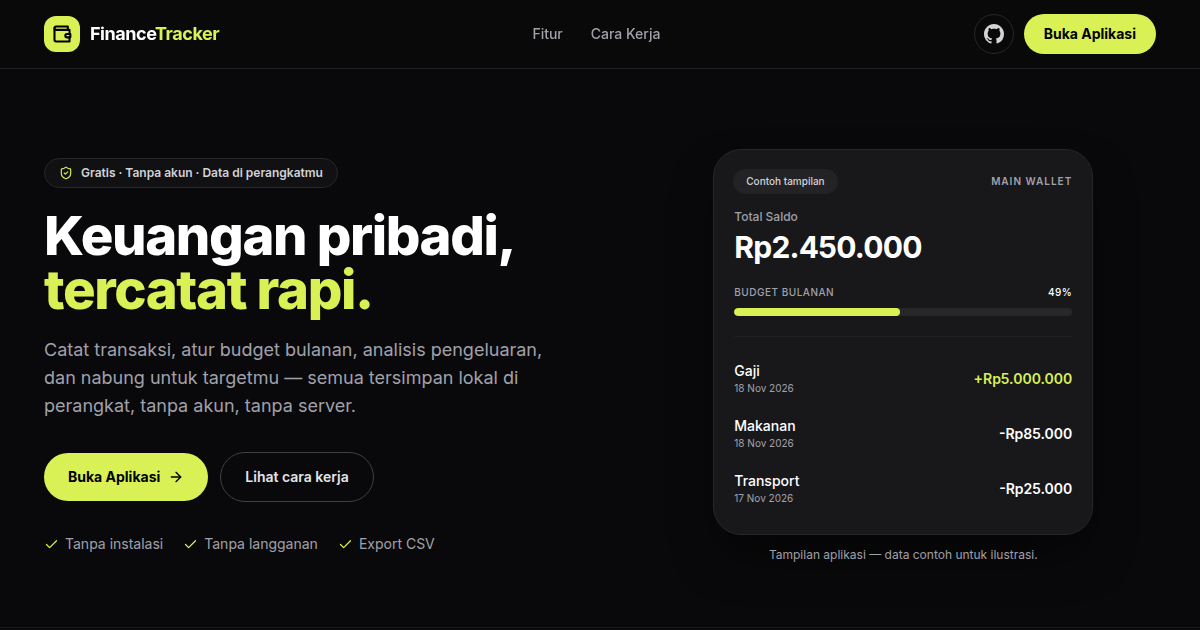 FinanceTracker
Fitur
Cara Kerja
Buka Aplikasi
Gratis · Tanpa akun · Data di perangkatmu
Keuangan pribadi,
tercatat rapi.
Catat transaksi, atur budget bulanan, analisis pengeluaran,
dan nabung untuk targetmu — semua tersimpan lokal di
perangkat, tanpa akun, tanpa server.
Buka Aplikasi →
Lihat cara kerja
Tanpa instalasi
Tanpa langganan
Export CSV
Contoh tampilan
MAIN WALLET
Total Saldo
Rp2.450.000
BUDGET BULANAN
49%
Gaji
18 Nov 2026
+Rp5.000.000
Makanan
18 Nov 2026
-Rp85.000
Transport
17 Nov 2026
-Rp25.000
Tampilan aplikasi — data contoh untuk ilustrasi.